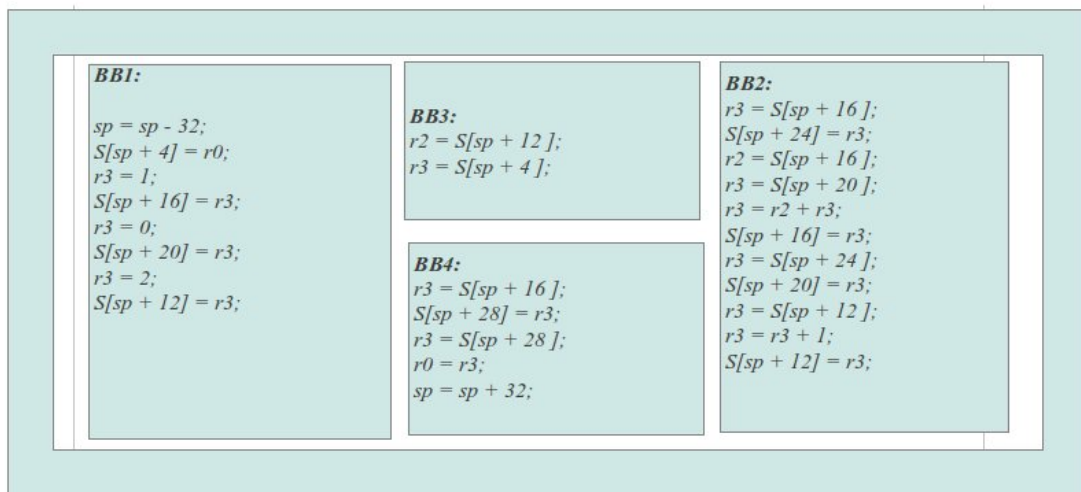 BB1:
sp = sp - 32;
S[sp + 4] = r0;
r3 = 1;
S[sp + 16] = r3;
r3 = 0;
S[sp + 20] = r3;
r3 = 2;
S[sp + 12] = r3;
BB3:
r2 = S[sp + 12 ];
r3 = S[sp + 4 ];
BB4:
r3 = S[sp + 16 ];
S[sp + 28] = r3;
r3 = S[sp + 28 ];
r0 = r3;
sp = sp + 32;
BB2:
r3 = S[sp + 16 ];
S[sp + 24] = r3;
r2 = S[sp + 16 ];
r3 = S[sp + 20 ];
r3 = r2 + r3;
S[sp + 16] = r3;
r3 = S[sp + 24 ];
S[sp + 20] = r3;
r3 = S[sp + 12 ];
r3 = r3 + 1;
S[sp + 12] = r3;